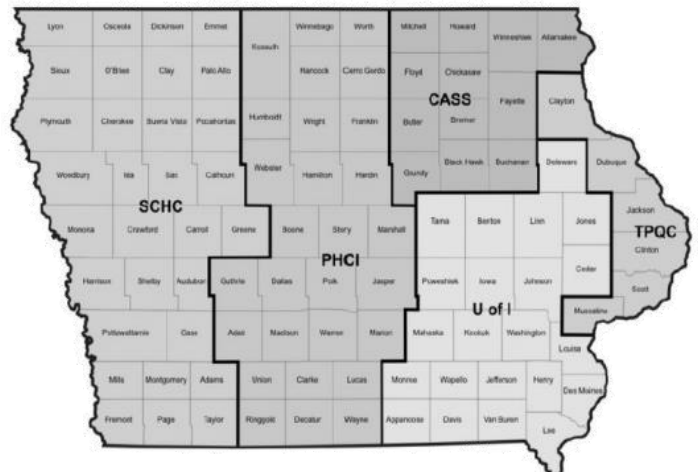 Lyon Osceola Dickinson Emmet Winnebago Worth Mitchell Howard Winneshiek Allamakee
Kossuth
Sioux O'Brien Clay Palo Alto Hancock Cerro Gordo Floyd Chickasaw
CASS
Plymouth Cherokee Buena Vista Pocahontas Humboldt Wright Franklin Butler Bremer Fayette Clayton
Woodbury Ida Sac Calhoun Webster Hamilton Hardin Grundy Black Hawk Buchanan Delaware Dubuque
SCHC
Monona Crawford Carroll Greene Boone Story Marshall Tama Benton Linn Jones Jackson
TPQC
Clinton
PHCI
Harrison Shelby Audubon Guthrie Dallas Polk Jasper Poweshiek Iowa Johnson Cedar Scott
U of I
Muscatine
Pottawattamie Cass Adair Madison Warren Marion Mahaska Keokuk Washington
Louisa
Mills Montgomery Adams Union Clarke Lucas Monroe Wapello Jefferson Henry
Des Moines
Fremont Page Taylor Ringgold Decatur Wayne Appanoose Davis Van Buren
Lee